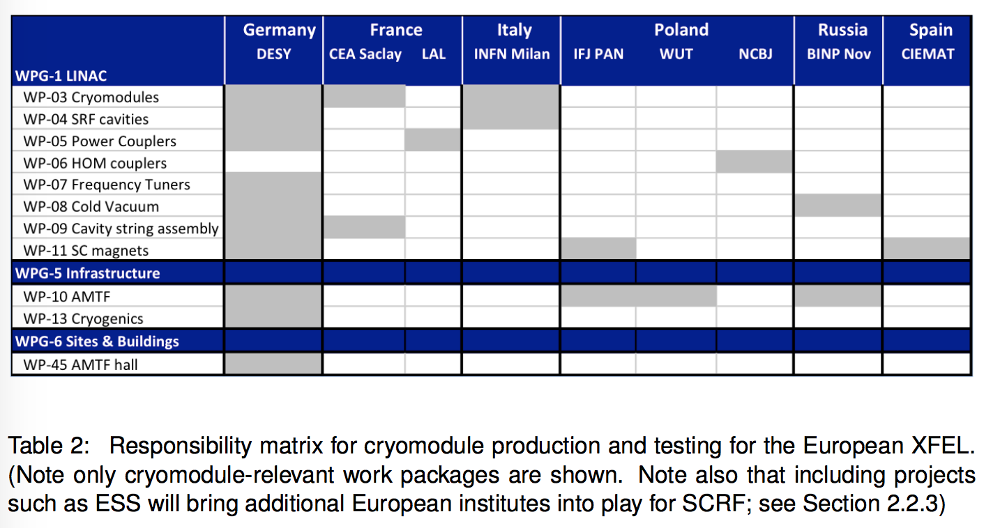 Germany France Italy Poland Russia Spain
DESY CEA Saclay LAL INFN Milan IFJ PAN WUT NCBJ BINP Nov CIEMAT
WPG-1 LINAC
WP-03 Cryomodules
WP-04 SRF cavities
WP-05 Power Couplers
WP-06 HOM couplers
WP-07 Frequency Tuners
WP-08 Cold Vacuum
WP-09 Cavity string assembly
WP-11 SC magnets
WPG-5 Infrastructure
WP-10 AMTF
WP-13 Cryogenics
WPG-6 Sites & Buildings
WP-45 AMTF hall
Table 2: Responsibility matrix for cryomodule production and testing for the European XFEL.
(Note only cryomodule-relevant work packages are shown. Note also that including projects
such as ESS will bring additional European institutes into play for SCRF; see Section 2.2.3)